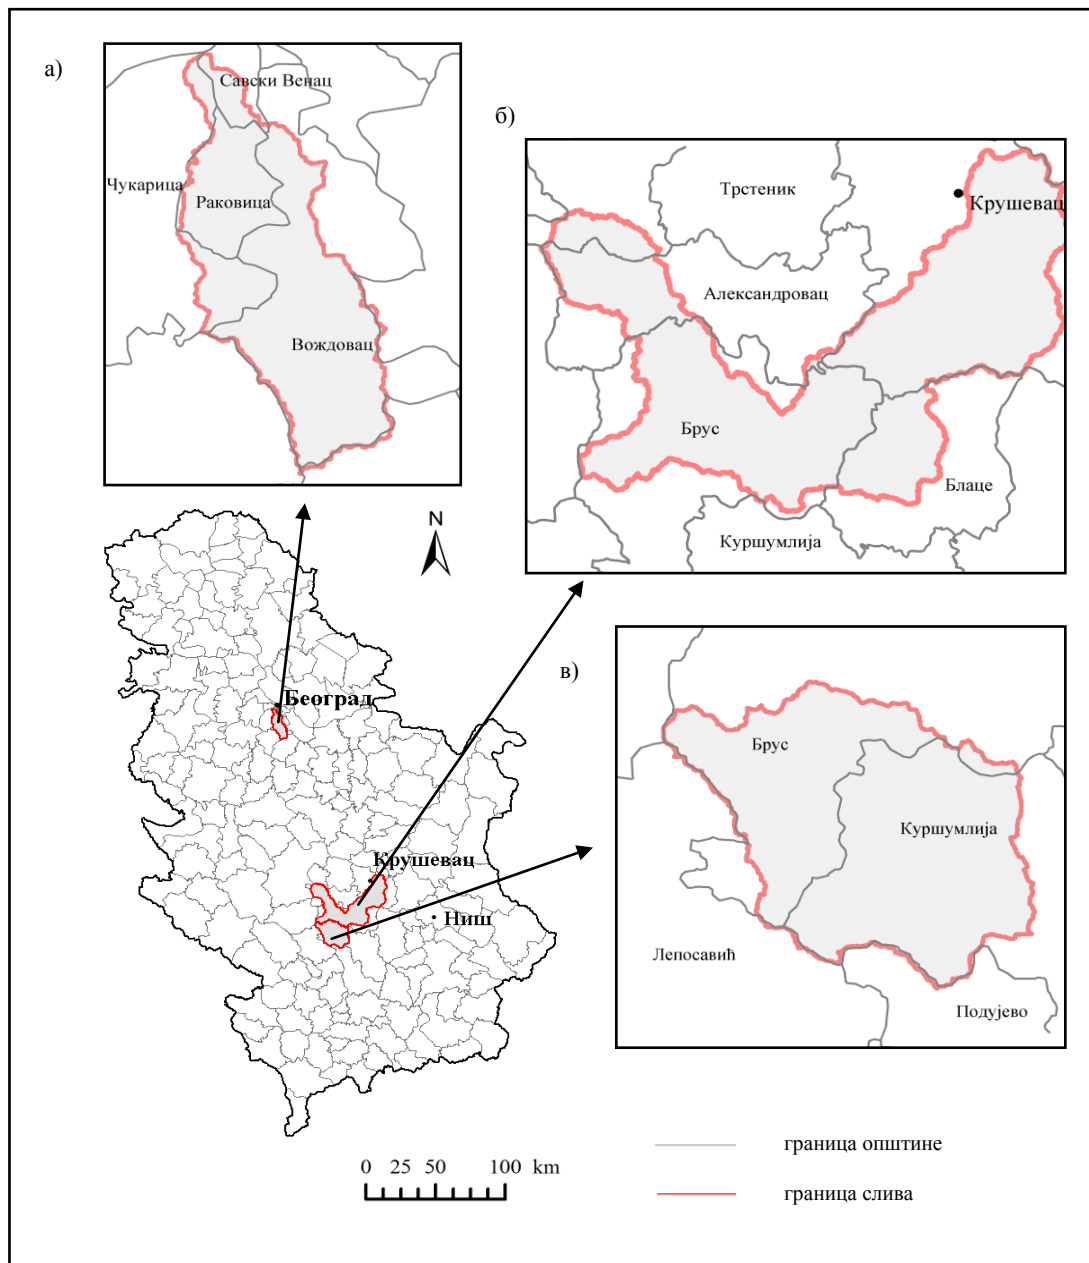 а)
Савски Венац
Чукарица
Раковица
Вождовац
б)
Трстеник
Крушевац
Александровац
Брус
Блаце
Куршумлија
N
в)
Београд
Крушевац
Ниш
Брус
Куршумлија
Лепосавић
Подујево
граница општине
0 25 50 100 km
граница слива